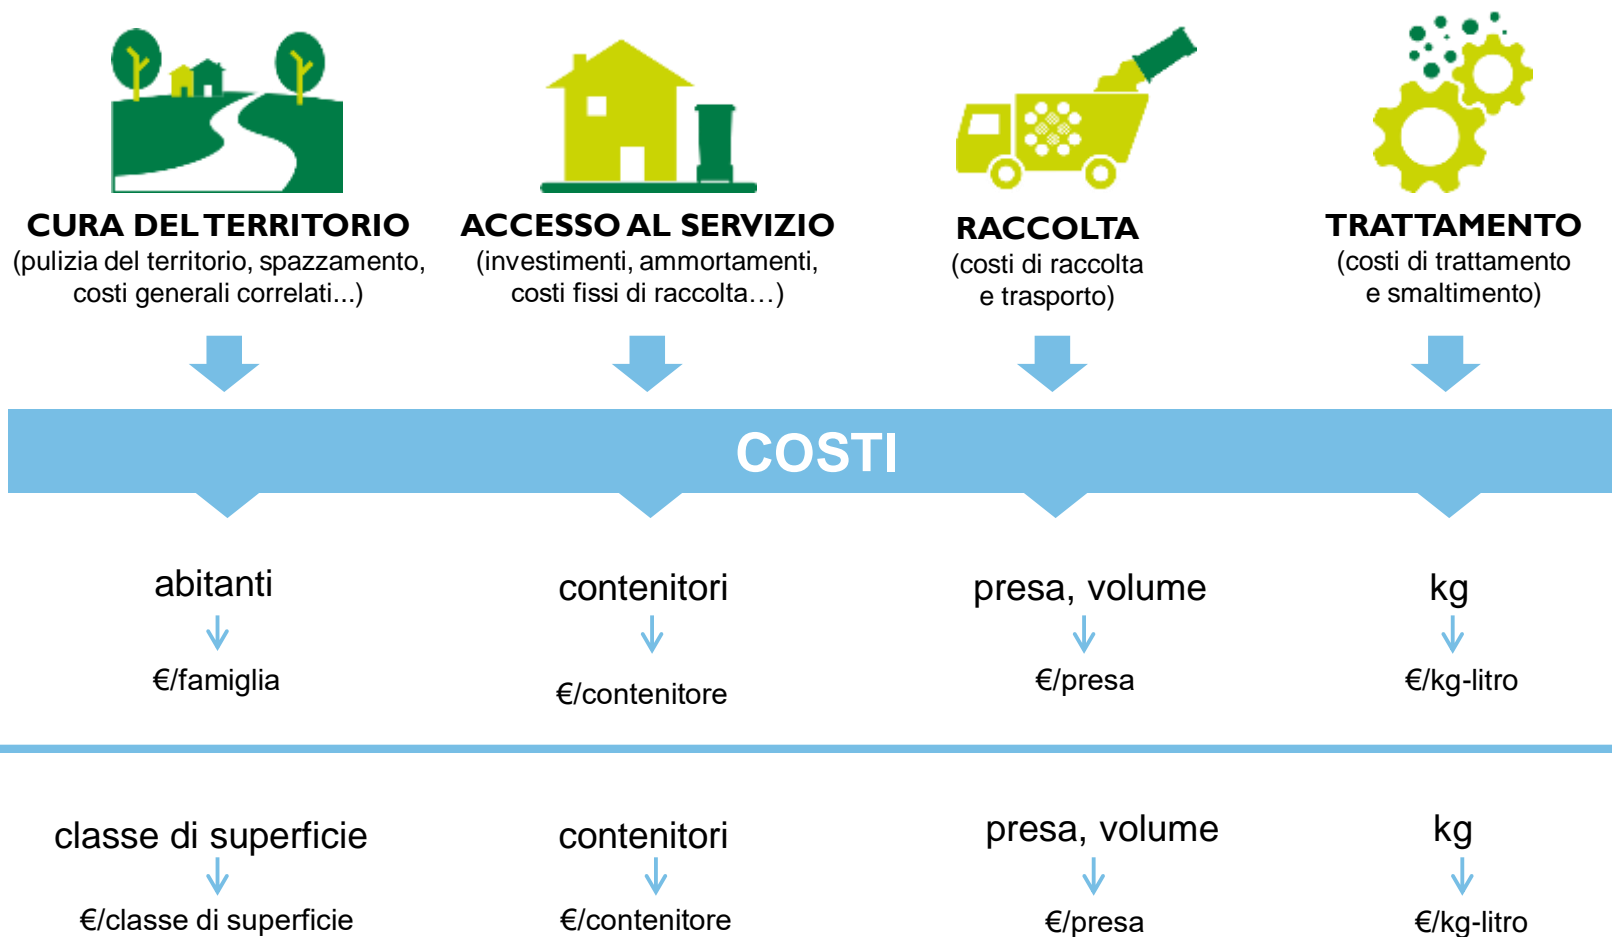 CURA DEL TERRITORIO
(pulizia del territorio, spazzamento,
costi generali correlati...)
ACCESSO AL SERVIZIO
(investimenti, ammortamenti,
costi fissi di raccolta…)
RACCOLTA
(costi di raccolta
e trasporto)
TRATTAMENTO
(costi di trattamento
e smaltimento)
COSTI
abitanti
contenitori
presa, volume
kg
€/famiglia
€/contenitore
€/presa
€/kg-litro
classe di superficie
contenitori
presa, volume
kg
€/classe di superficie
€/contenitore
€/presa
€/kg-litro